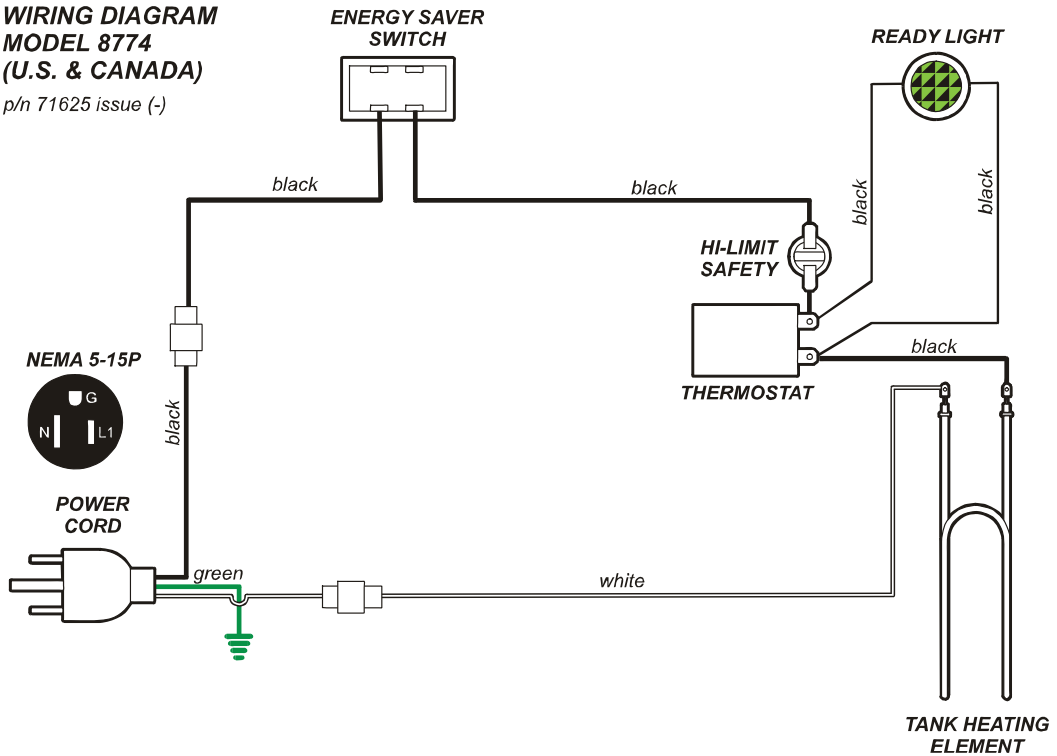 WIRING DIAGRAM
MODEL 8774
(U.S. & CANADA)
p/n 71625 issue (-)
ENERGY SAVER
SWITCH
READY LIGHT
black
black
black
black
HI-LIMIT
SAFETY
THERMOSTAT
black
NEMA 5-15P
G
N
L1
black
POWER
CORD
green
white
TANK HEATING
ELEMENT